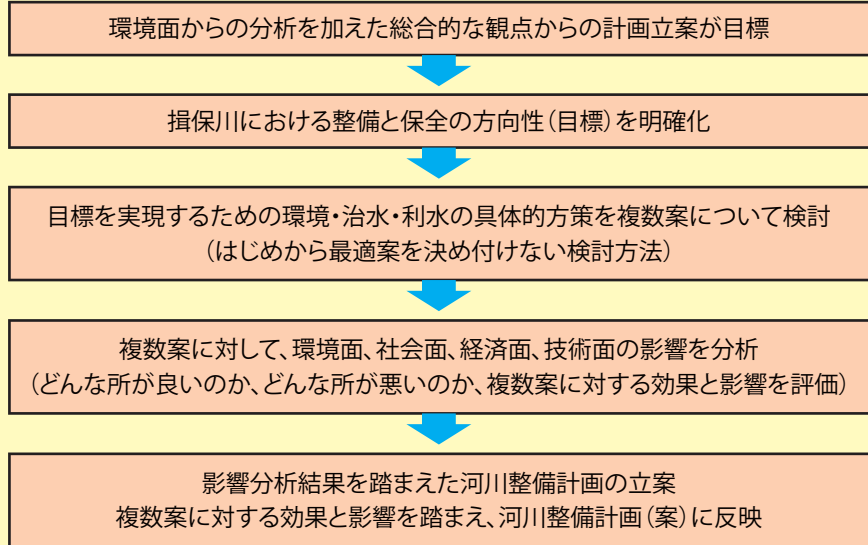 環境面からの分析を加えた総合的な観点からの計画立案が目標
揖保川における整備と保全の方向性(目標)を明確化
目標を実現するための環境・治水・利水の具体的方策を複数案について検討
(はじめから最適案を決め付けない検討方法)
複数案に対して、環境面、社会面、経済面、技術面の影響を分析
(どんな所が良いのか、どんな所が悪いのか、複数案に対する効果と影響を評価)
影響分析結果を踏まえた河川整備計画の立案
複数案に対する効果と影響を踏まえ、河川整備計画(案)に反映